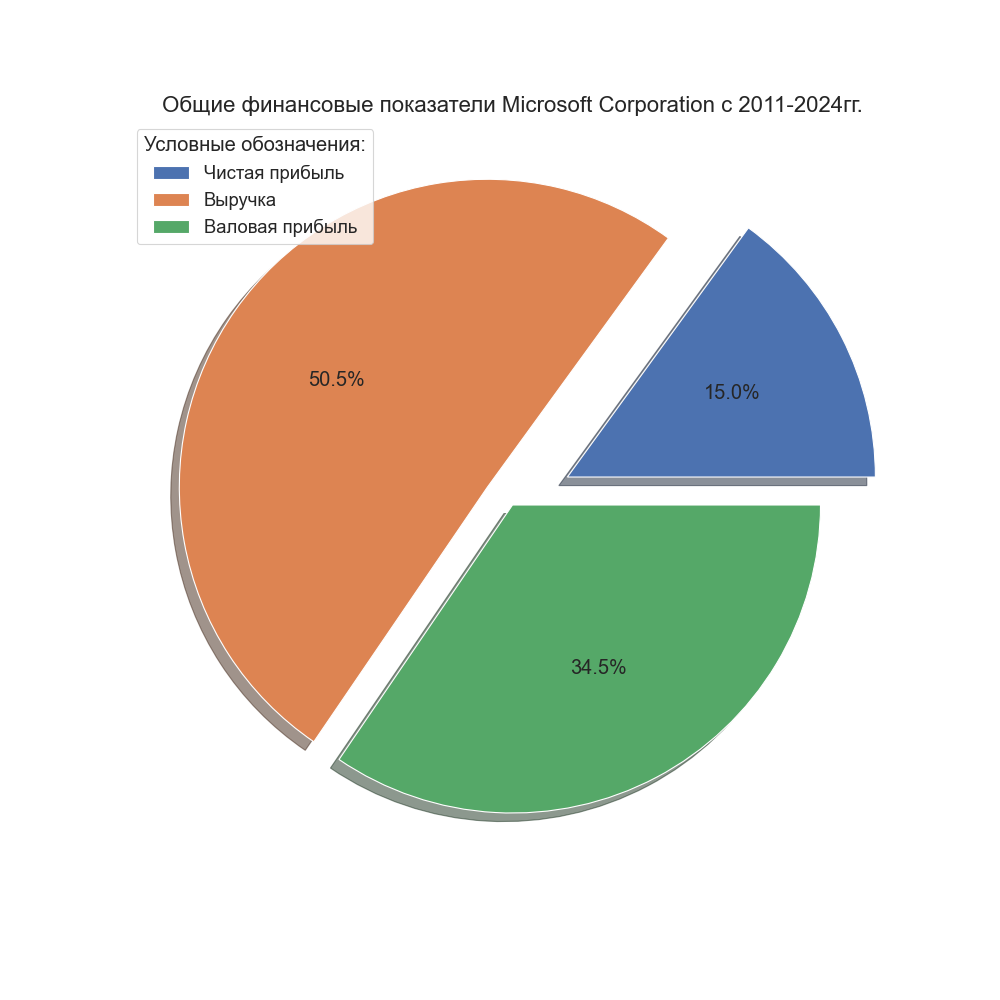 Общие финансовые показатели Microsoft Corporation с 2011-2024гг.
Условные обозначения:
Чистая прибыль
Выручка
Валовая прибыль
50.5%
15.0%
34.5%